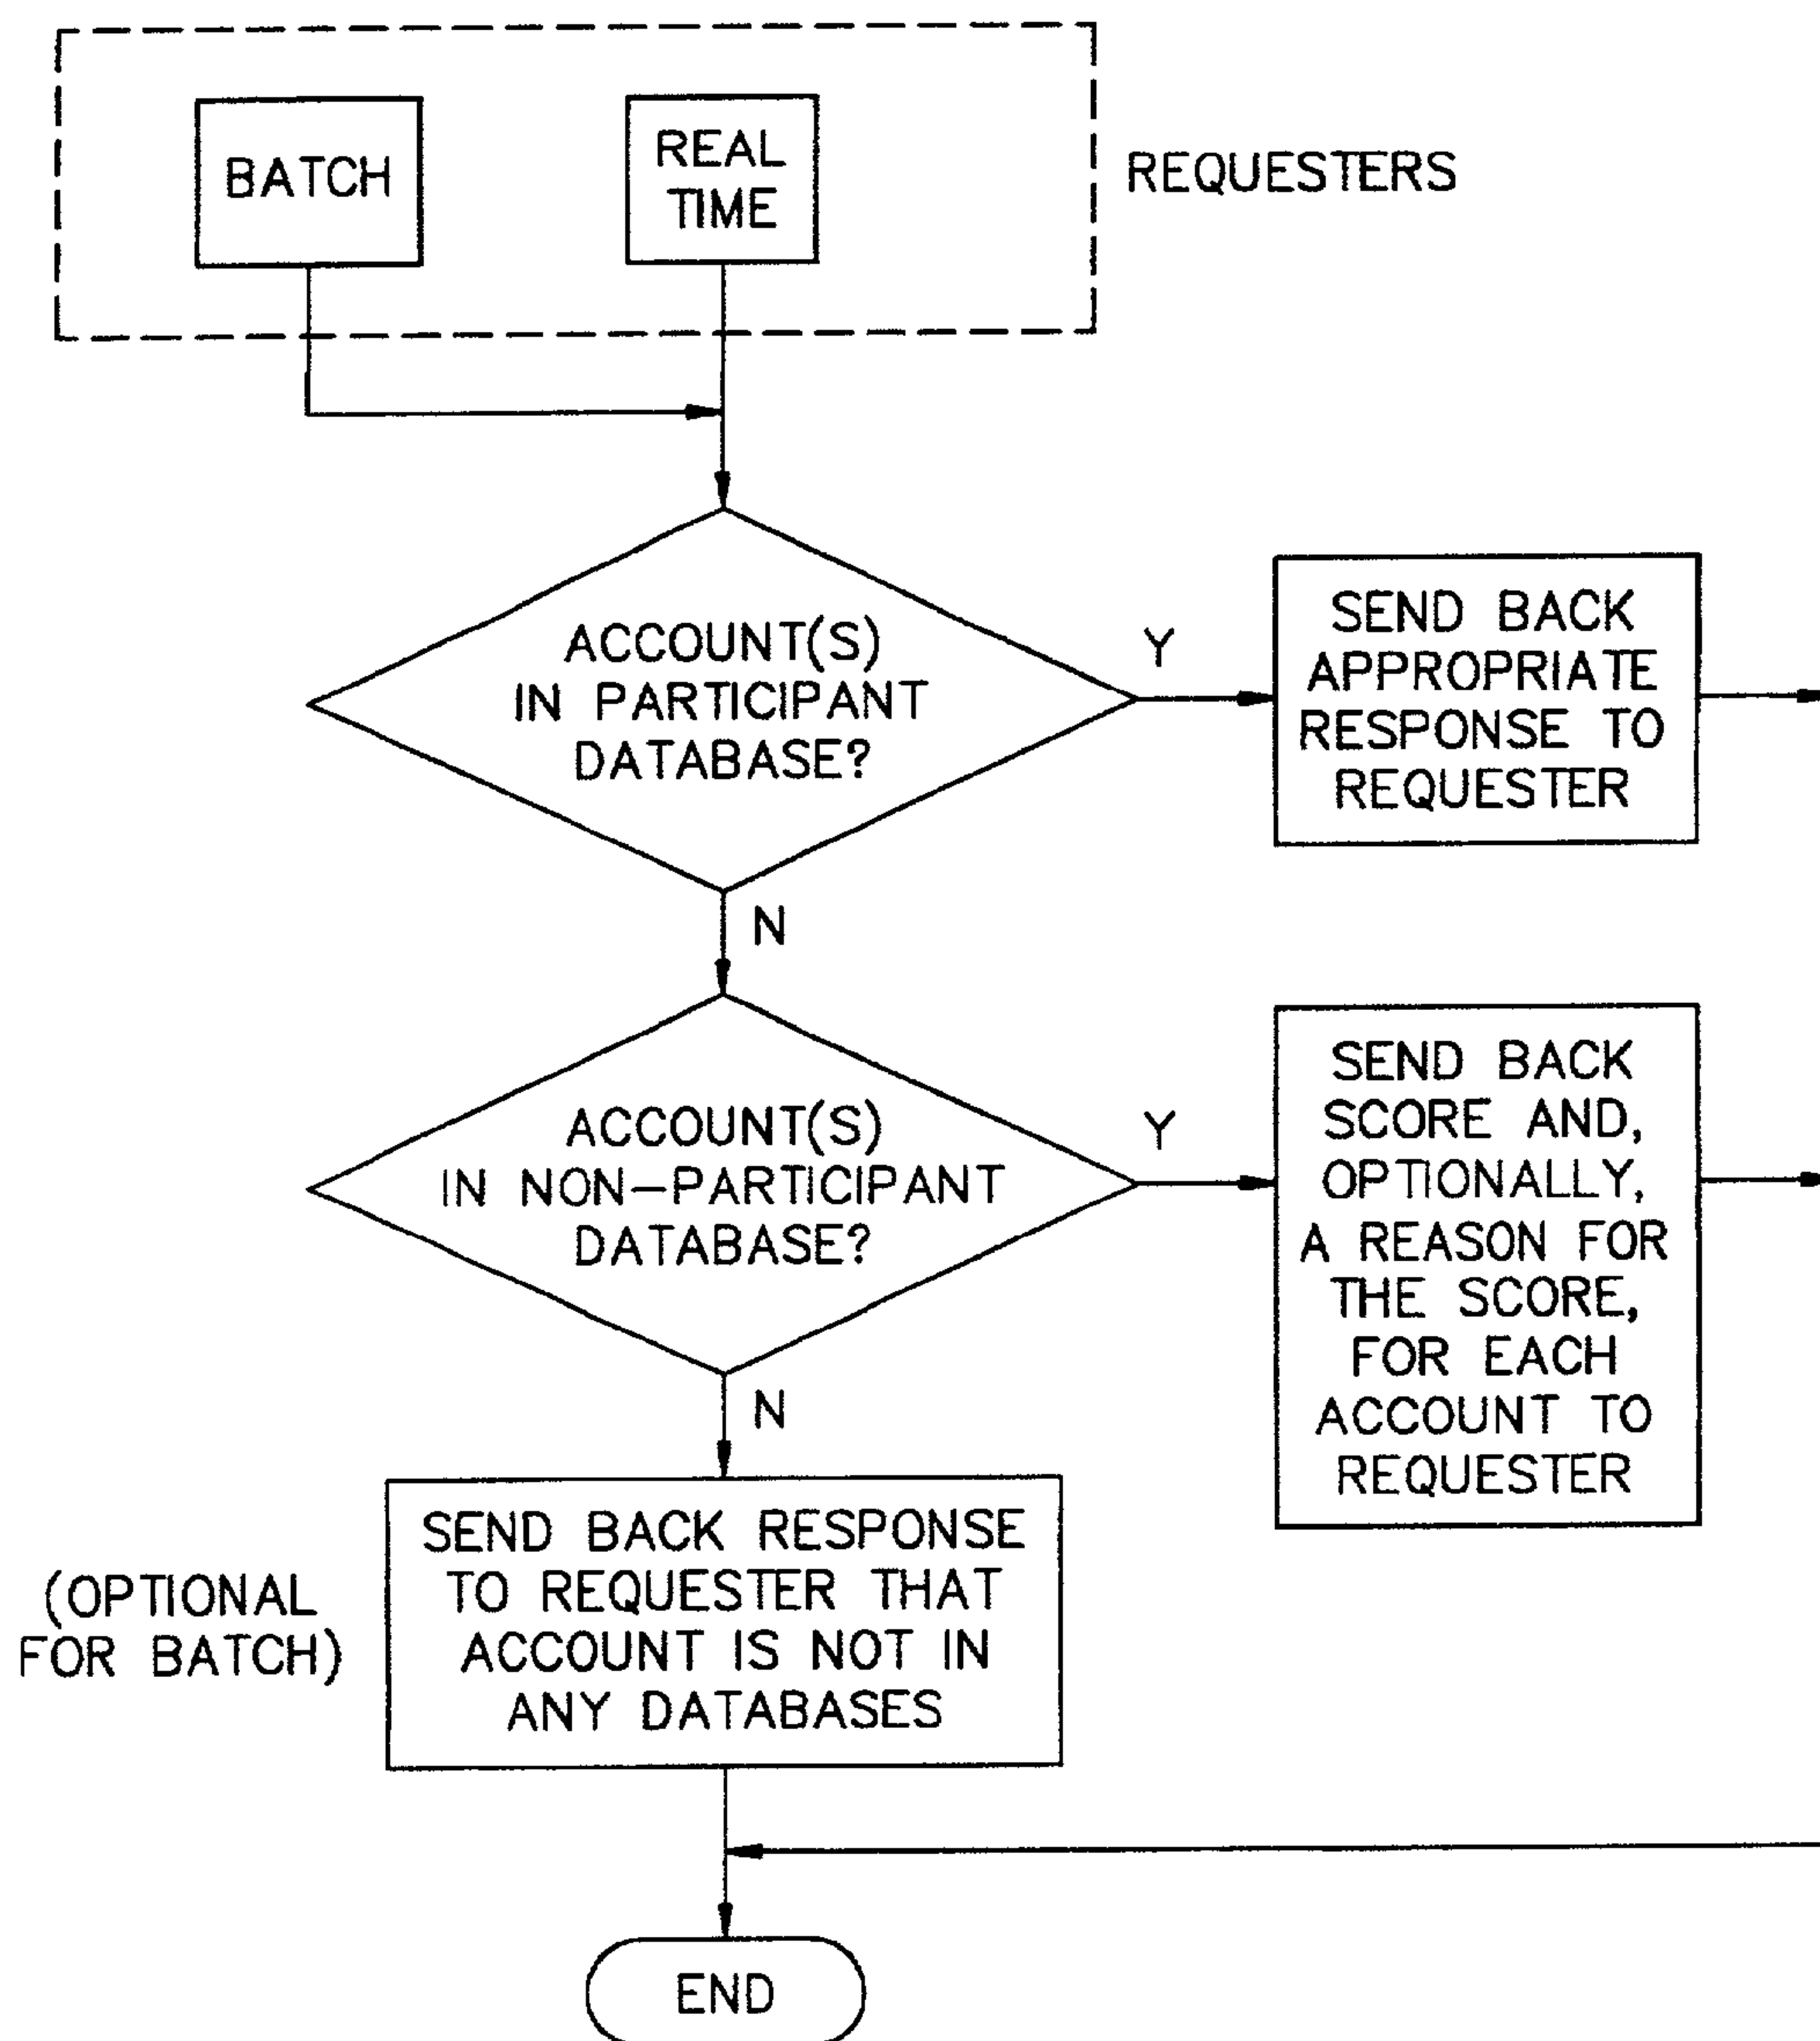 BATCH
REAL
TIME
REQUESTERS
ACCOUNT(S)
IN PARTICIPANT
DATABASE?
Y
SEND BACK
APPROPRIATE
RESPONSE TO
REQUESTER
N
ACCOUNT(S)
IN NON-PARTICIPANT
DATABASE?
Y
SEND BACK
SCORE AND,
OPTIONALLY,
A REASON FOR
THE SCORE,
FOR EACH
ACCOUNT TO
REQUESTER
N
(OPTIONAL
FOR BATCH)
SEND BACK RESPONSE
TO REQUESTER THAT
ACCOUNT IS NOT IN
ANY DATABASES
END